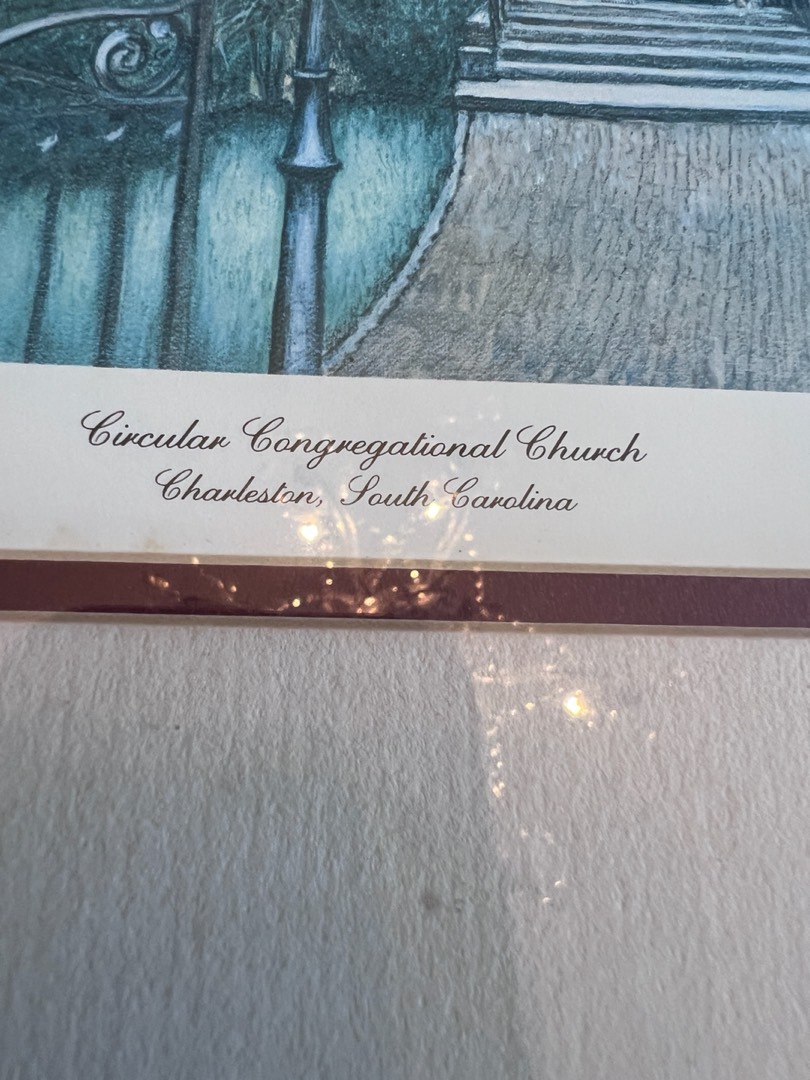 Circular Congregational Church
Charleston, South Carolina